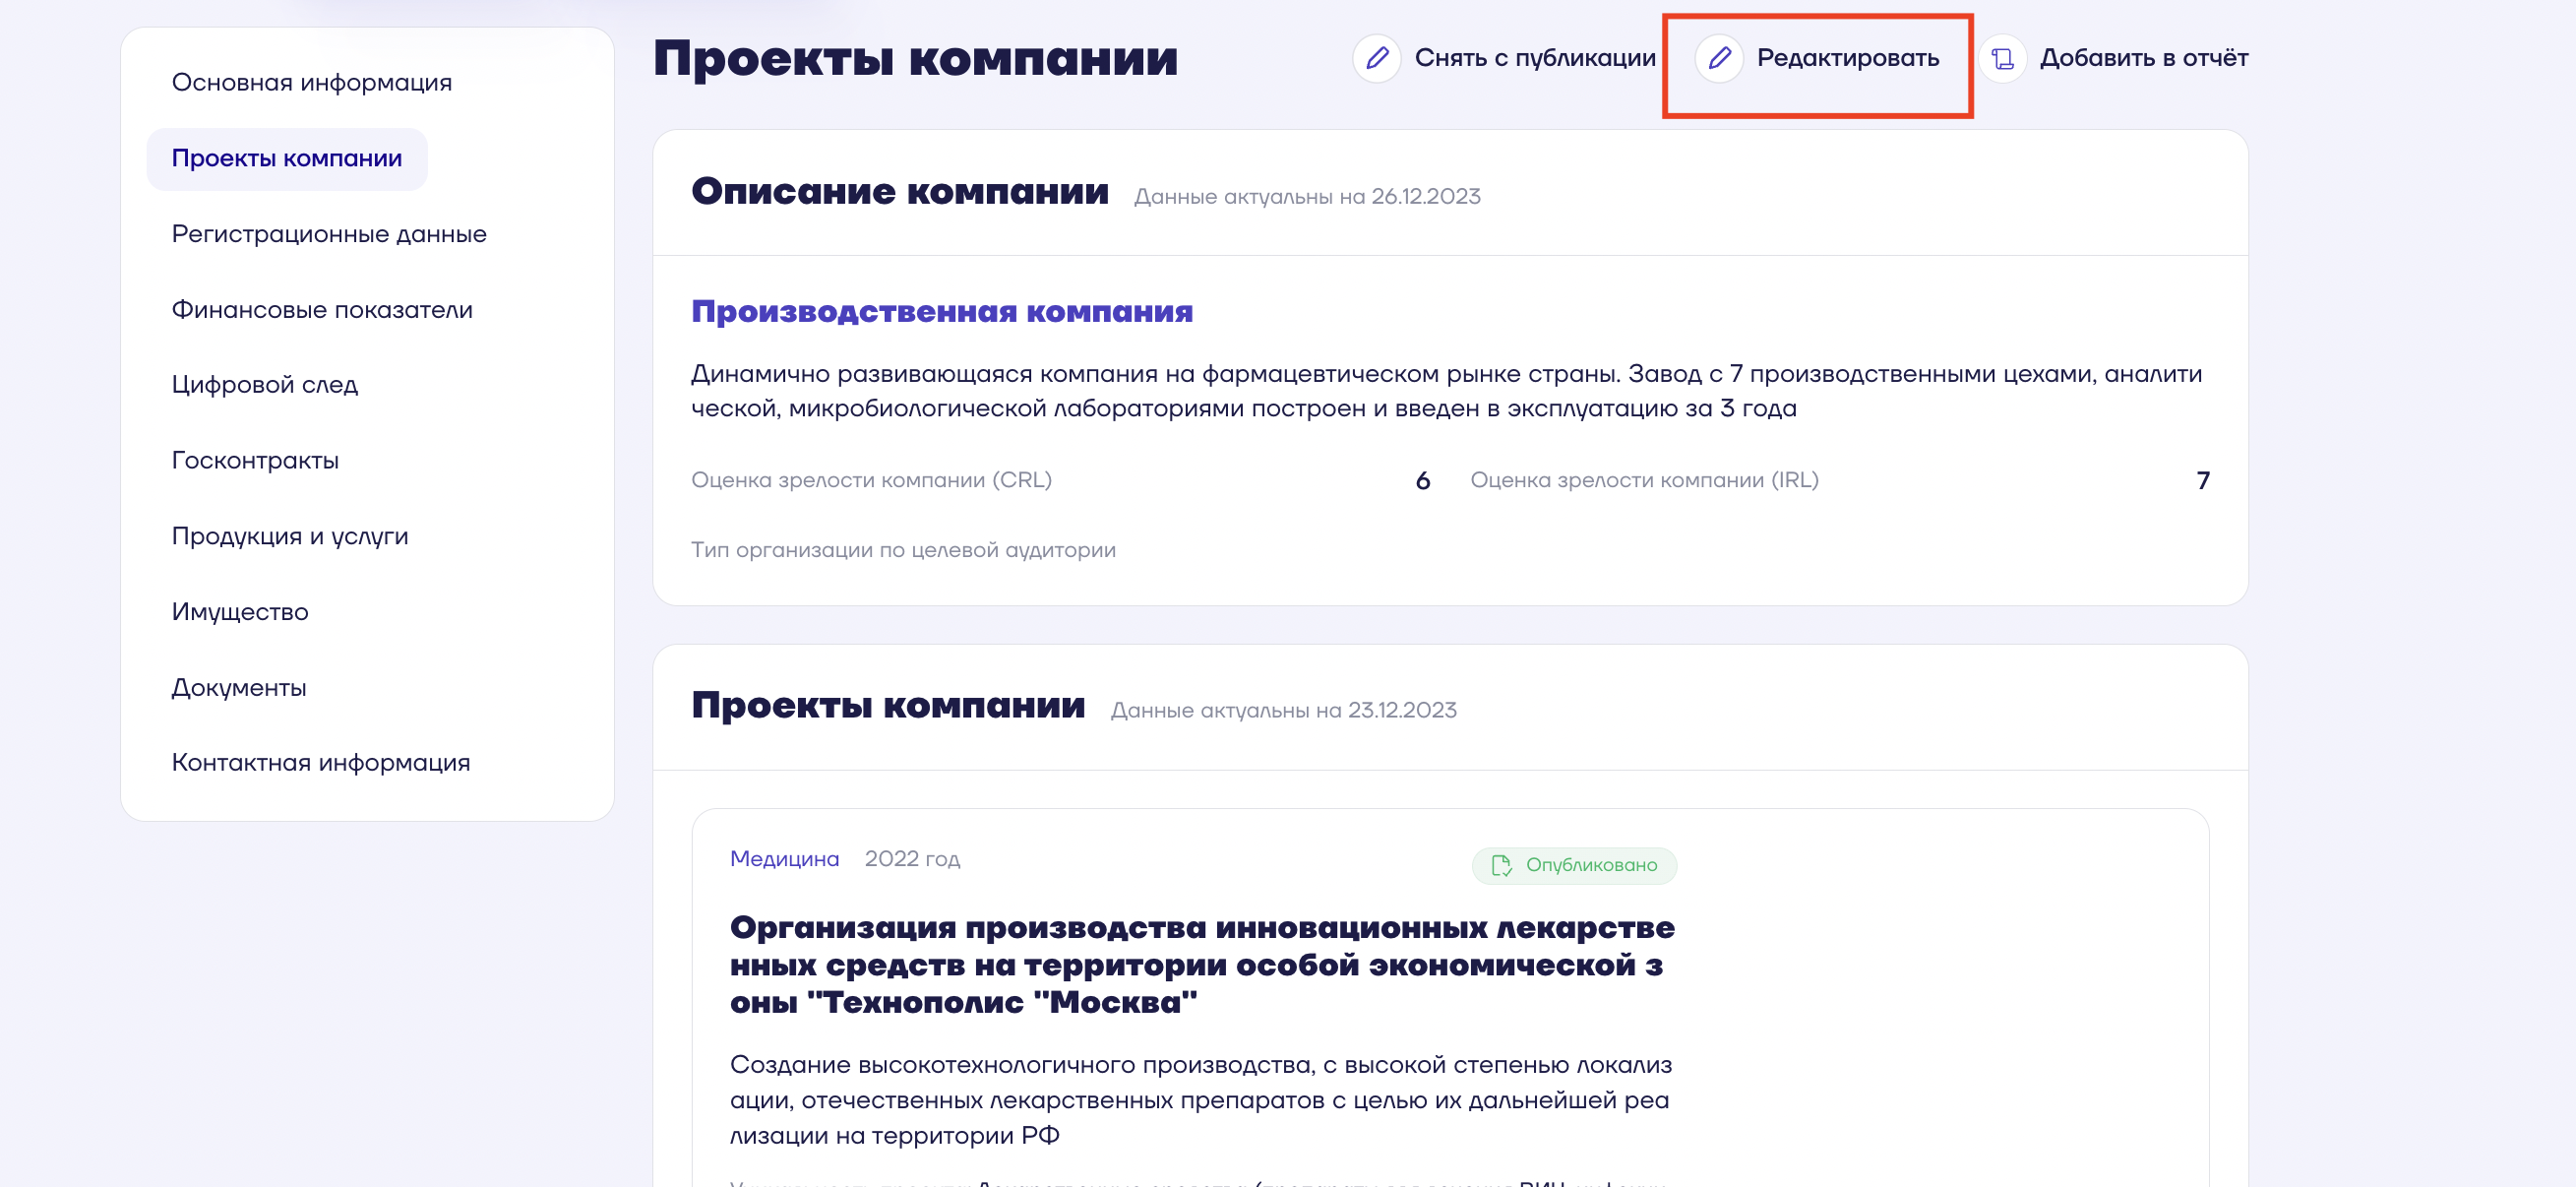 Основная информация
Проекты компании
Регистрационные данные
Финансовые показатели
Цифровой след
Госконтракты
Продукция и услуги
Имущество
Документы
Контактная информация
Проекты компании
Снять с публикации
Редактировать
Добавить в отчёт
Описание компании Данные актуальны на 26.12.2023
Производственная компания
Динамично развивающаяся компания на фармацевтическом рынке страны. Завод с 7 производственными цехами, аналити
ческой, микробиологической лабораториями построен и введен в эксплуатацию за 3 года
Оценка зрелости компании (CRL) 6
Оценка зрелости компании (IRL) 7
Тип организации по целевой аудитории
Проекты компании Данные актуальны на 23.12.2023
Медицина 2022 год
Опубликовано
Организация производства инновационных лекарстве
нных средств на территории особой экономической з
оны "Технополис "Москва"
Создание высокотехнологичного производства, с высокой степенью локализ
ации, отечественных лекарственных препаратов с целью их дальнейшей реа
лизации на территории РФ